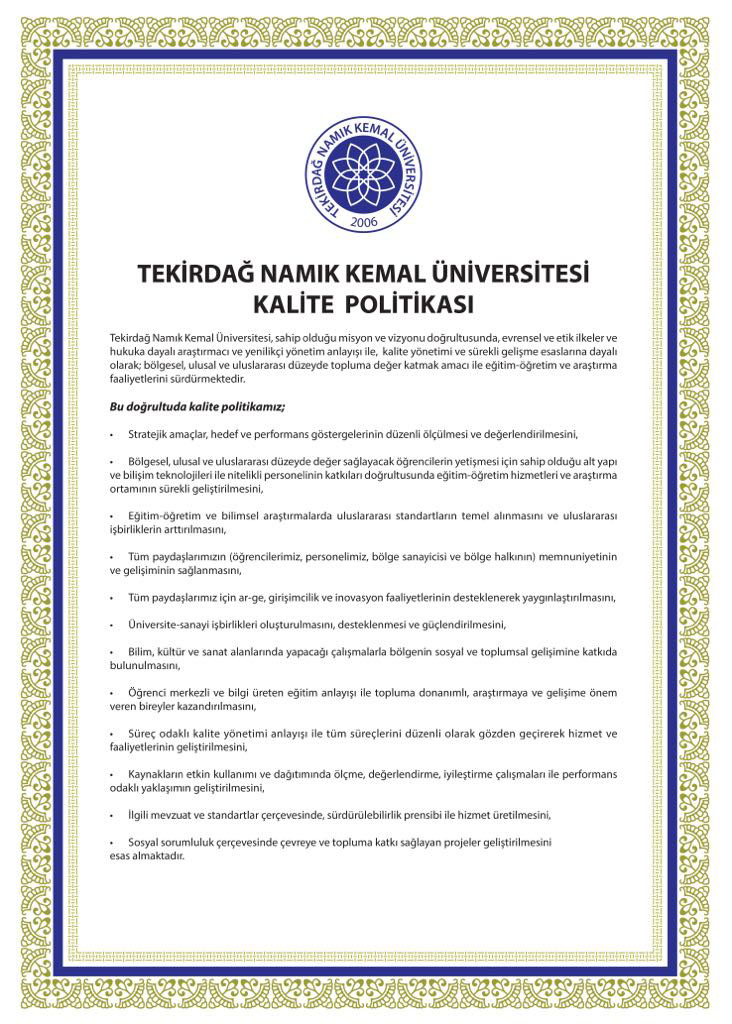 TEKİRDAĞ NAMIK KEMAL ÜNİVERSİTESİ
2006
TEKİRDAĞ NAMIK KEMAL ÜNİVERSİTESİ
KALİTE POLİTIKASI
Tekirdağ Namık Kemal Üniversitesi, sahip olduğu misyon ve vizyonu doğrultusunda, evrensel ve etik ilkeler ve
hukuka dayalı araştırmacı ve yenilikçi yönetim anlayışı ile, kalite yönetimi ve sürekli gelişme esaslarına dayalı
olarak; bölgesel, ulusal ve uluslararası düzeyde topluma değer katmak amacı ile eğitim-öğretim ve araştırma
faaliyetlerini sürdürmektedir.
Bu doğrultuda kalite politikamız;
• Stratejik amaçlar, hedef ve performans göstergelerinin düzenli ölçülmesi ve değerlendirilmesini,
• Bölgesel, ulusal ve uluslararası düzeyde değer sağlayacak öğrencilerin yetişmesi için sahip olduğu alt yapı
ve bilişim teknolojileri ile nitelikli personelinin katkıları doğrultusunda eğitim-öğretim hizmetleri ve araştırma
ortamının sürekli geliştirilmesini,
• Eğitim-öğretim ve bilimsel araştırmalarda uluslararası standartların temel alınmasını ve uluslararası
işbirliklerin arttırılmasını,
• Tüm paydaşlarımızın (öğrencilerimiz, personelimiz, bölge sanayicisi ve bölge halkının) memnuniyetinin
ve gelişiminin sağlanmasını,
• Tüm paydaşlarımız için ar-ge, girişimcilik ve inovasyon faaliyetlerinin desteklenerek yaygınlaştırılmasını,
• Üniversite-sanayi işbirlikleri oluşturulmasını, desteklenmesi ve güçlendirilmesini,
• Bilim, kültür ve sanat alanlarında yapacağı çalışmalarla bölgenin sosyal ve toplumsal gelişimine katkıda
bulunulmasını,
• Öğrenci merkezli ve bilgi üreten eğitim anlayışı ile topluma donanımlı, araştırmaya ve gelişime önem
veren bireyler kazandırılmasını,
• Süreç odaklı kalite yönetimi anlayışı ile tüm süreçlerini düzenli olarak gözden geçirerek hizmet ve
faaliyetlerinin geliştirilmesini,
• Kaynakların etkin kullanımı ve dağıtımında ölçme, değerlendirme, iyileştirme çalışmaları ile performans
odaklı yaklaşımın geliştirilmesini,
• İlgili mevzuat ve standartlar çerçevesinde, sürdürülebilirlik prensibi ile hizmet üretilmesini,
• Sosyal sorumluluk çerçevesinde çevreye ve topluma katkı sağlayan projeler geliştirilmesini
esas almaktadır.